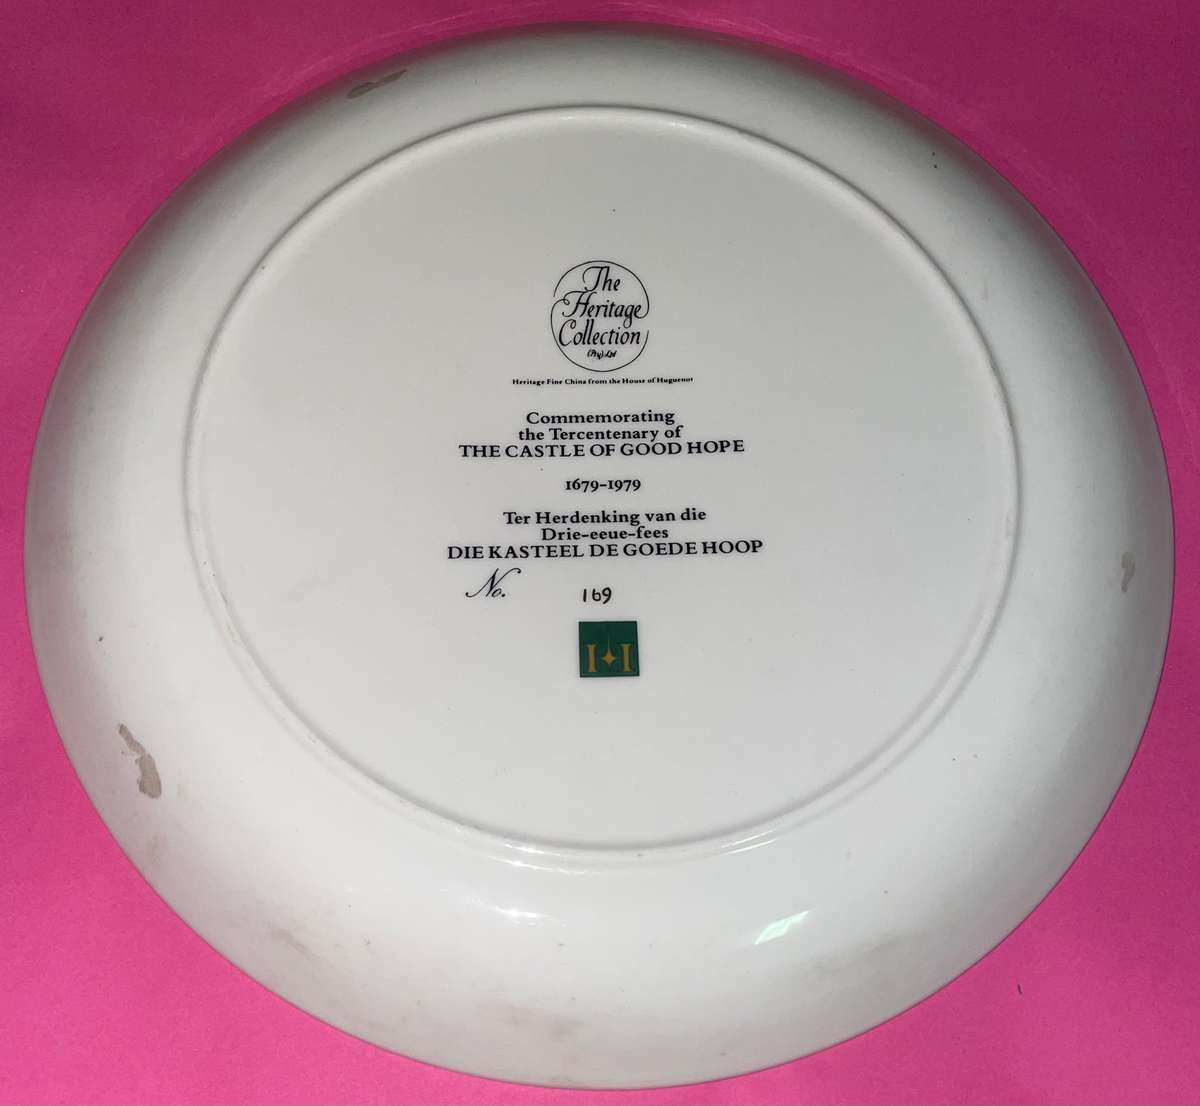 The
Heritage
Collection
(Pty) Ltd
Heritage Fine China from the House of Huguenot
Commemorating
the Tercentenary of
THE CASTLE OF GOOD HOPE
1679-1979
Ter Herdenking van die
Drie-eeue-fees
DIE KASTEEL DE GOEDE HOOP
No. 169
H